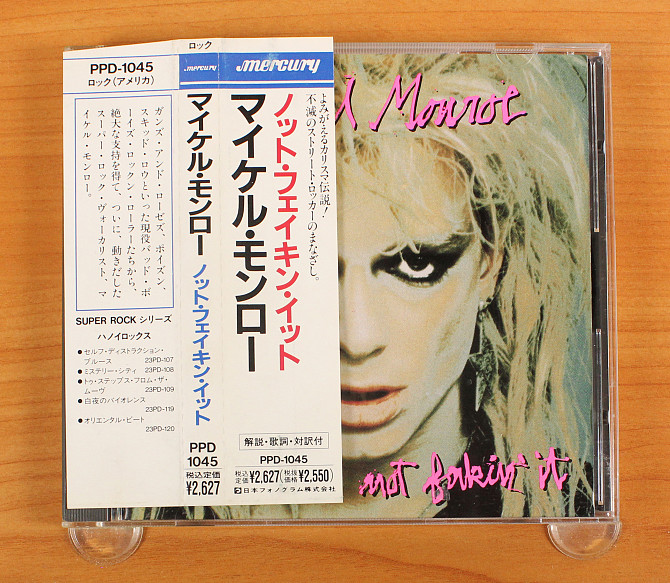 PPD-1045
ロック(アメリカ)
ガンズ・アンド・ローゼズ、ポイズン、
スキッド・ロウといった現役バッド・ボ
ーイズ・ロックン・ローラーたちから、
絶大な支持を得て、ついに、動きだした
スーパー・ロック・ヴォーカリスト、マ
イケル・モンロー。
SUPER ROCK シリーズ
ハノイロックス
●セルフ・ディストラクション・
ブルース 23PD-107
●ミステリー・シティ 23PD-108
●トゥ・ステップス・フロム・ザ・
ムーヴ 23PD-109
●白夜のバイオレンス
23PD-119
●オリエンタル・ビート
23PD-120
ロック
mercury
マイケル・モンロー ノット・フェイキン・イット
PPD
1045
税込
定価
¥2,627
mercury
よみがえるカリスマ伝説!
不滅のストリート・ロッカーのまなざし。
ノット・フェイキン・イット
マイケル・モンロー
解説・歌詞・対訳付
PPD-1045
税込定価¥2,627(税抜価格¥2,550)
日本フォノグラム株式会社
Monroe
not fakin' it